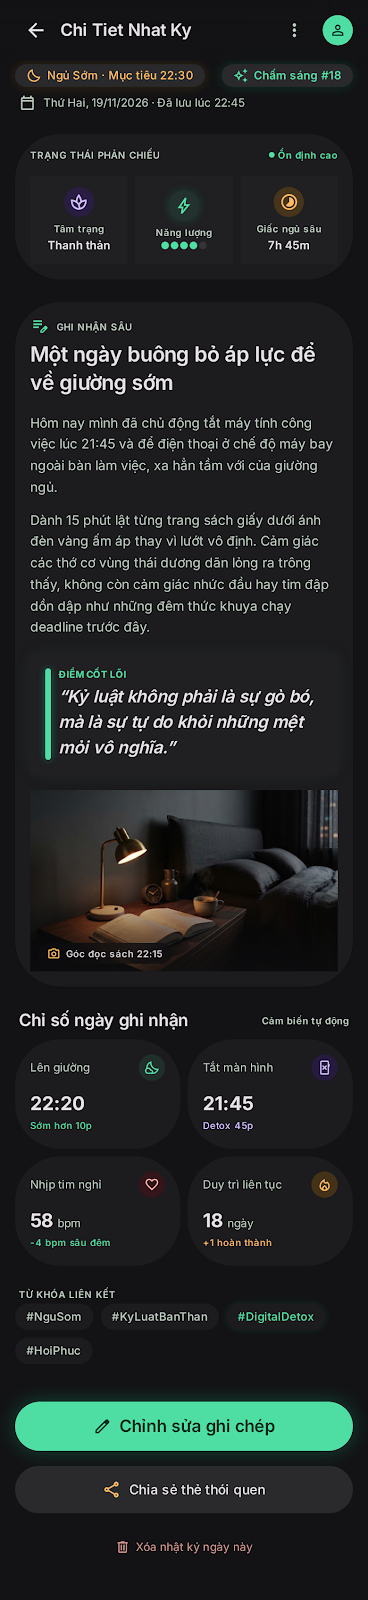 Chi Tiet Nhat Ky
Ngủ Sớm · Mục tiêu 22:30
Chấm sáng #18
Thứ Hai, 19/11/2026 · Đã lưu lúc 22:45
TRẠNG THÁI PHẢN CHIẾU
Ổn định cao
Tâm trạng
Thanh thản
Năng lượng
Giấc ngủ sâu
7h 45m
GHI NHẬN SÂU
Một ngày buông bỏ áp lực để
về giường sớm
Hôm nay mình đã chủ động tắt máy tính công
việc lúc 21:45 và để điện thoại ở chế độ máy bay
ngoài bàn làm việc, xa hẳn tầm với của giường
ngủ.
Dành 15 phút lật từng trang sách giấy dưới ánh
đèn vàng ấm áp thay vì lướt vô định. Cảm giác
các thớ cơ vùng thái dương dãn lỏng ra trông
thấy, không còn cảm giác nhức đầu hay tim đập
dồn dập như những đêm thức khuya chạy
deadline trước đây.
ĐIỂM CỐT LÕI
“Kỷ luật không phải là sự gò bó,
mà là sự tự do khỏi những mệt
mỏi vô nghĩa.”
Góc đọc sách 22:15
Chỉ số ngày ghi nhận
Cảm biến tự động
Lên giường
22:20
Sớm hơn 10p
Tắt màn hình
21:45
Detox 45p
Nhịp tim nghỉ
58 bpm
-4 bpm sâu đêm
Duy trì liên tục
18 ngày
+1 hoàn thành
TỪ KHÓA LIÊN KẾT
#NguSom
#KyLuatBanThan
#DigitalDetox
#HoiPhuc
Chỉnh sửa ghi chép
Chia sẻ thẻ thói quen
Xóa nhật ký ngày này